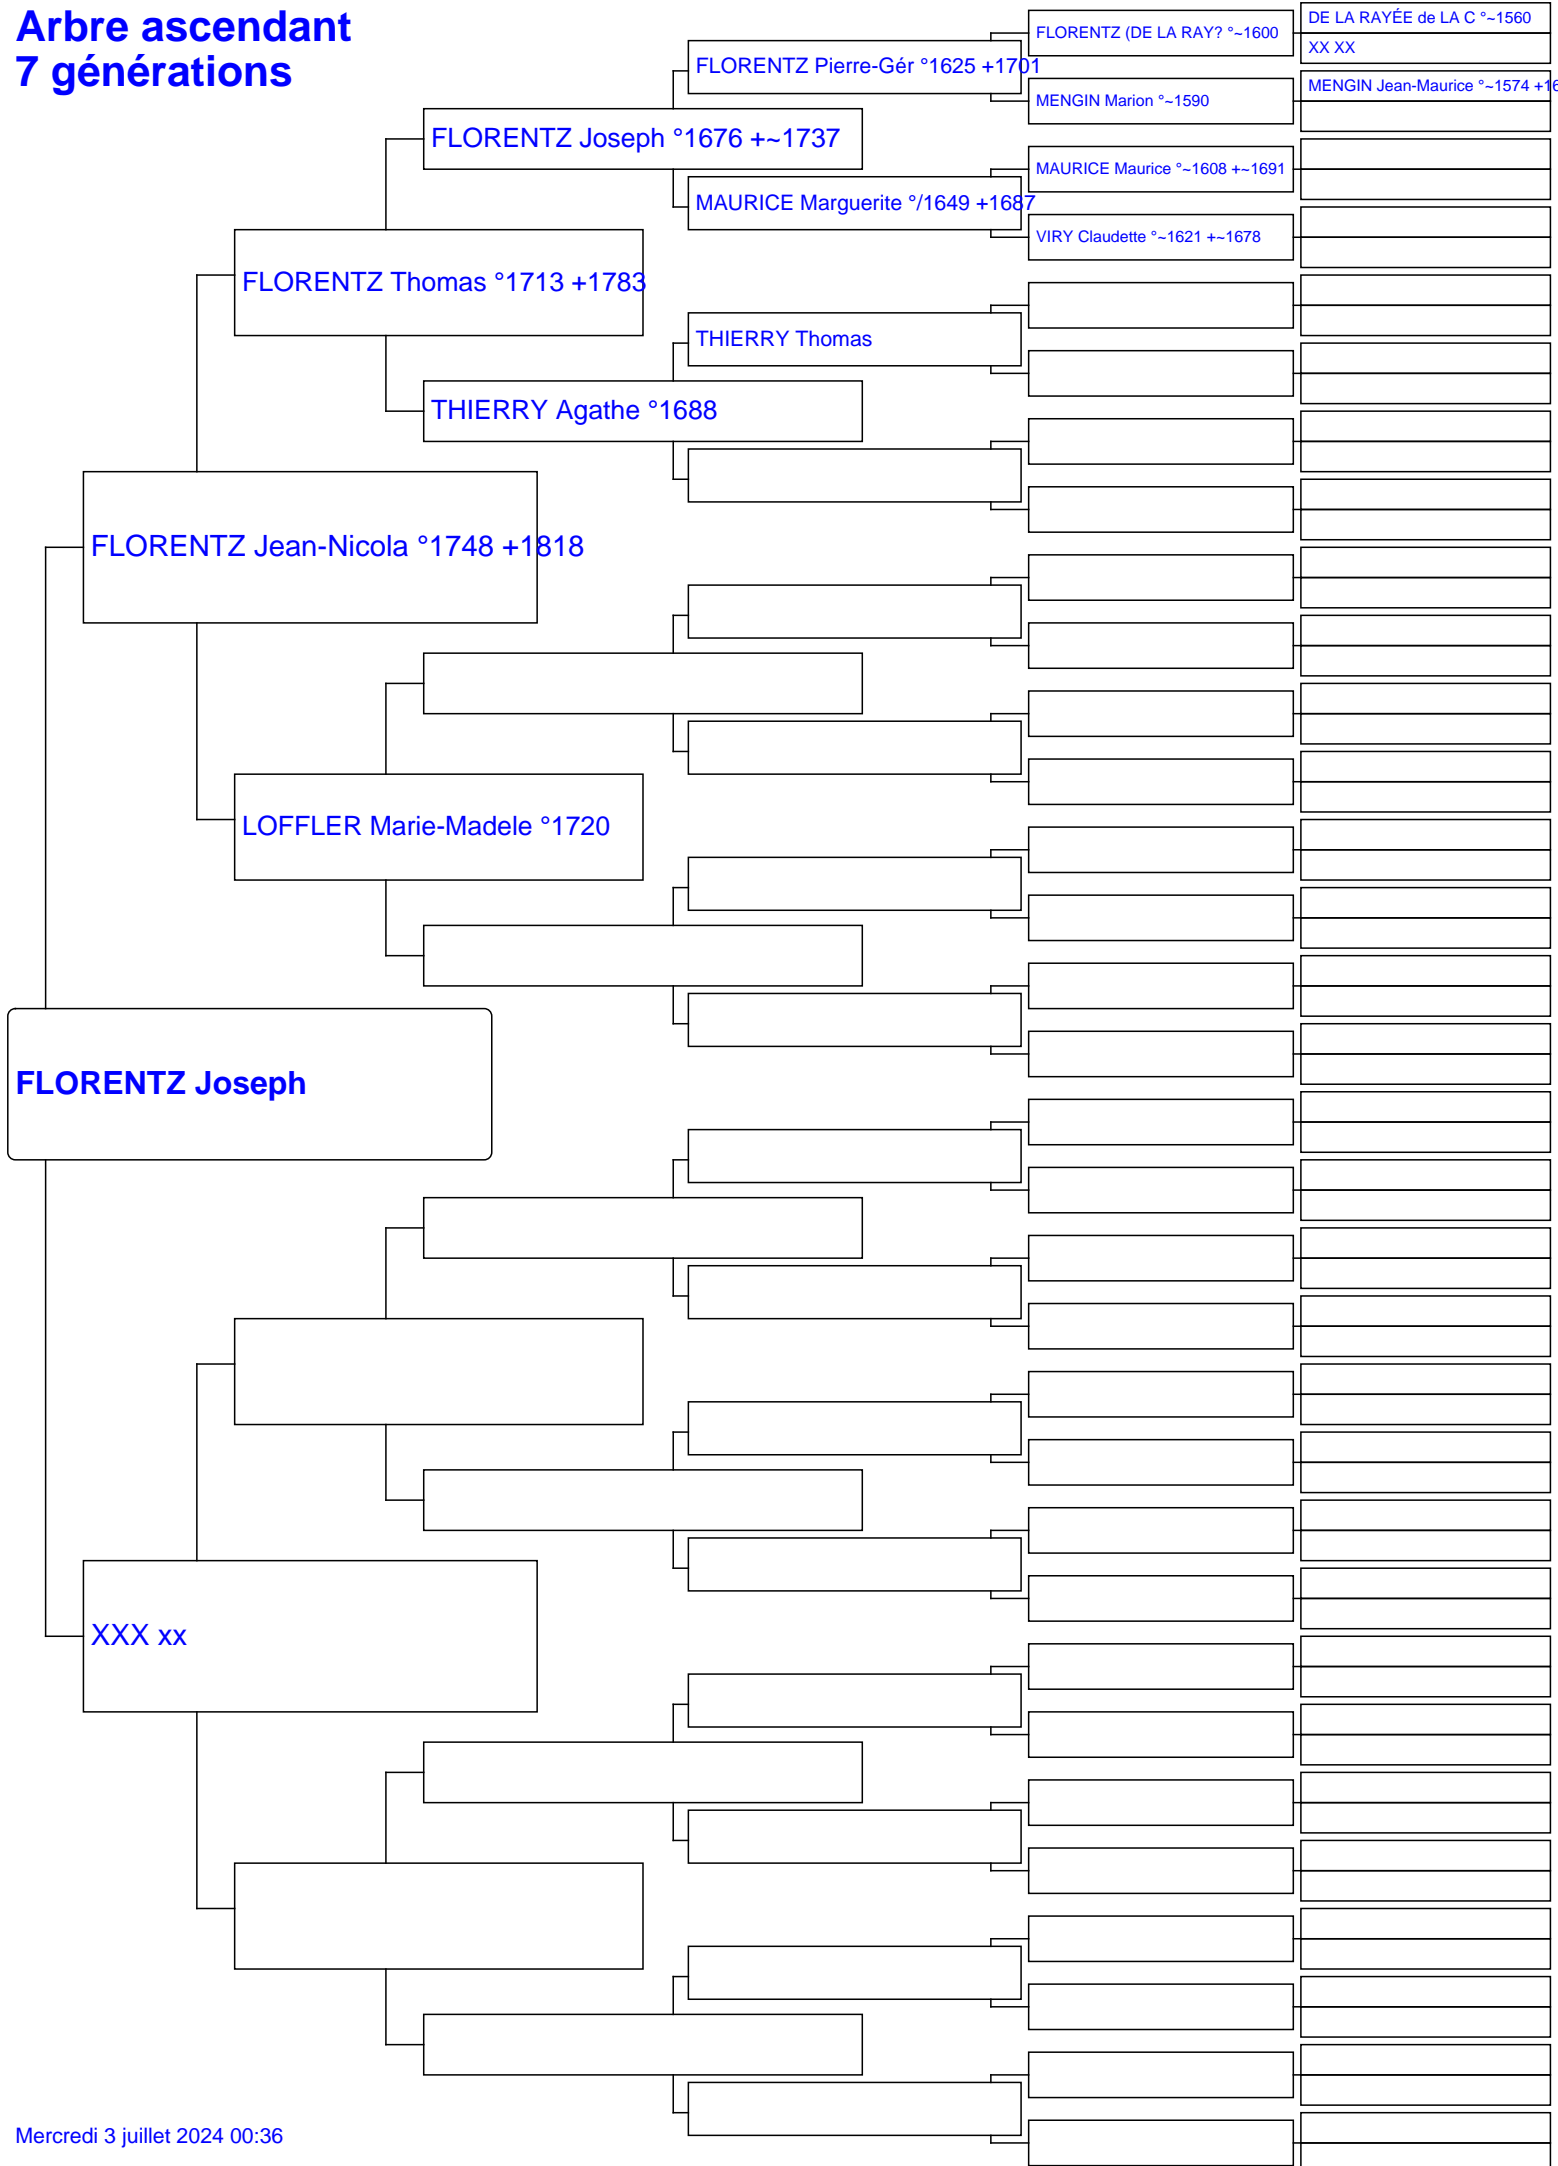 Arbre ascendant
7 générations
FLORENTZ Joseph
FLORENTZ Jean-Nicola °1748 +1818
XXX xx
FLORENTZ Thomas °1713 +1783
LOFFLER Marie-Madele °1720
FLORENTZ Joseph °1676 +~1737
THIERRY Agathe °1688
FLORENTZ Pierre-Gér °1625 +1701
MAURICE Marguerite °/1649 +1687
THIERRY Thomas
FLORENTZ (DE LA RAY? °~1600
MENGIN Marion °~1590
MAURICE Maurice °~1608 +~1691
VIRY Claudette °~1621 +~1678
DE LA RAYÉE de LA C °~1560
XX XX
MENGIN Jean-Maurice °~1574
Mercredi 3 juillet 2024 00:36